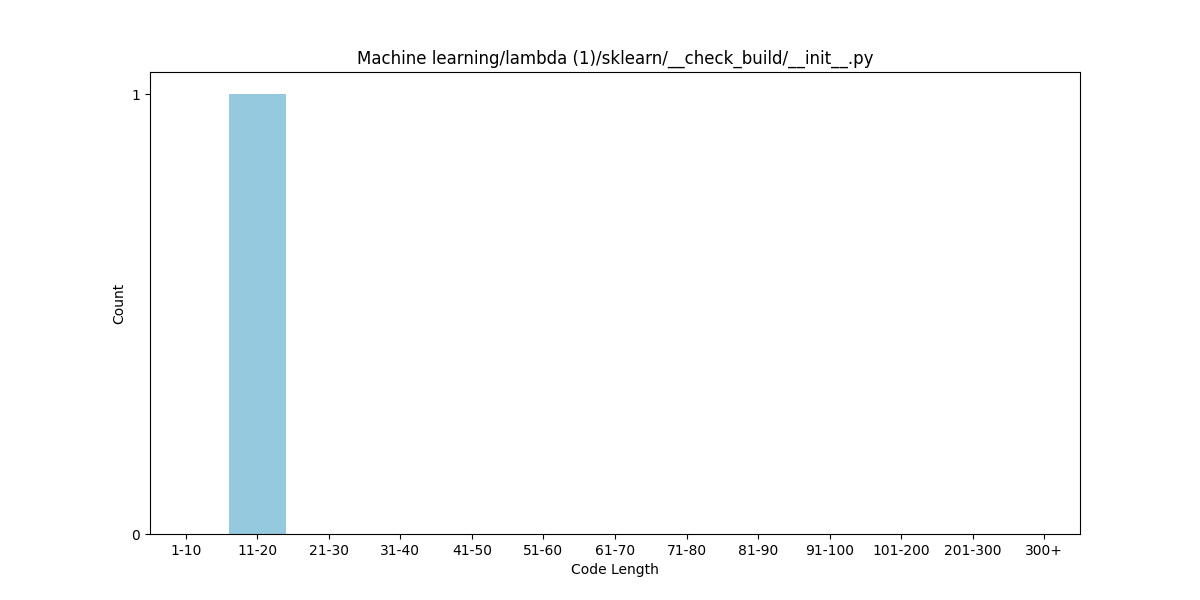 Machine learning/lambda (1)/sklearn/__check_build/__init__.py
1
Count
0
1-10 11-20 21-30 31-40 41-50 51-60 61-70 71-80 81-90 91-100 101-200 201-300 300+
Code Length